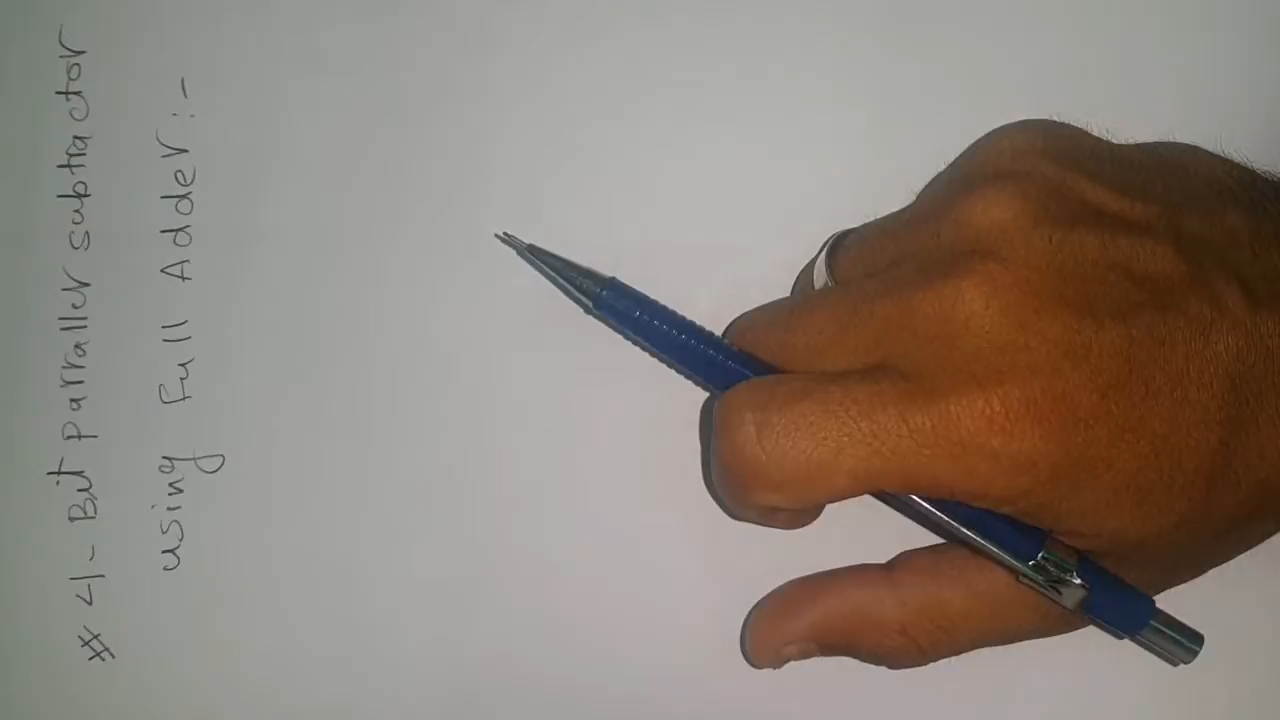 # 4-Bit parraller subtractor
using Full Adder:-